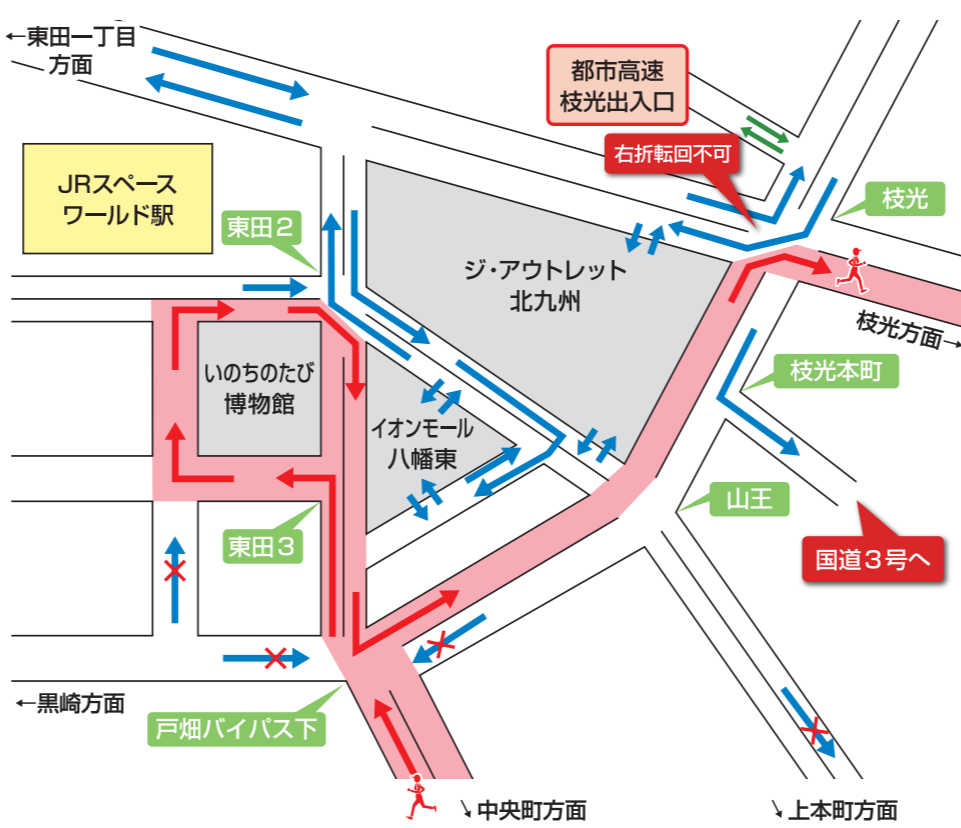 ←東田一丁目
方面
都市高速
枝光出入口
右折転回不可
JRスペース
ワールド駅
枝光
東田2
ジ・アウトレット
北九州
枝光方面→
いのちのたび
博物館
枝光本町
イオンモール
八幡東
山王
東田3
国道3号へ
←黒崎方面
戸畑バイパス下
↘中央町方面
↘上本町方面